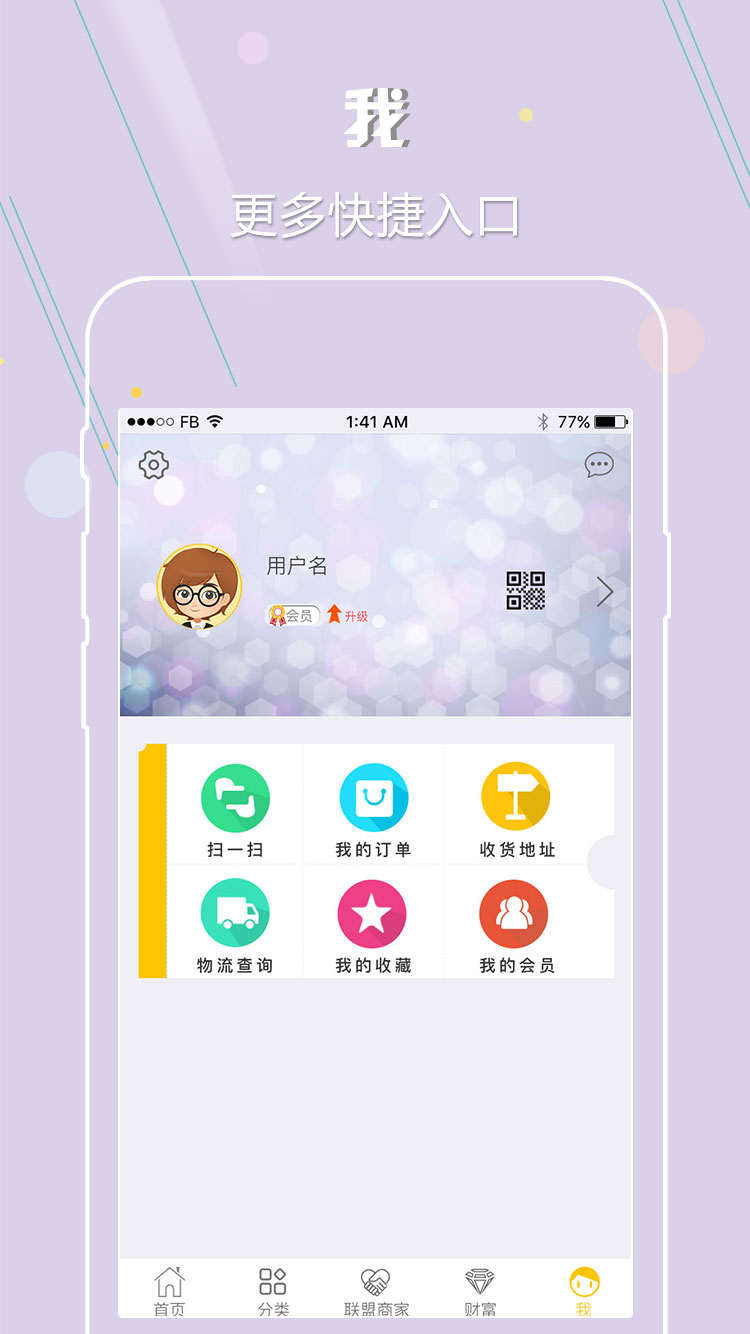 我
更多快捷入口
●●●○○ FB 1:41 AM 77%
用户名
会员 升级
扫一扫 我的订单 收货地址
物流查询 我的收藏 我的会员
首页 分类 联盟商家 财富 我